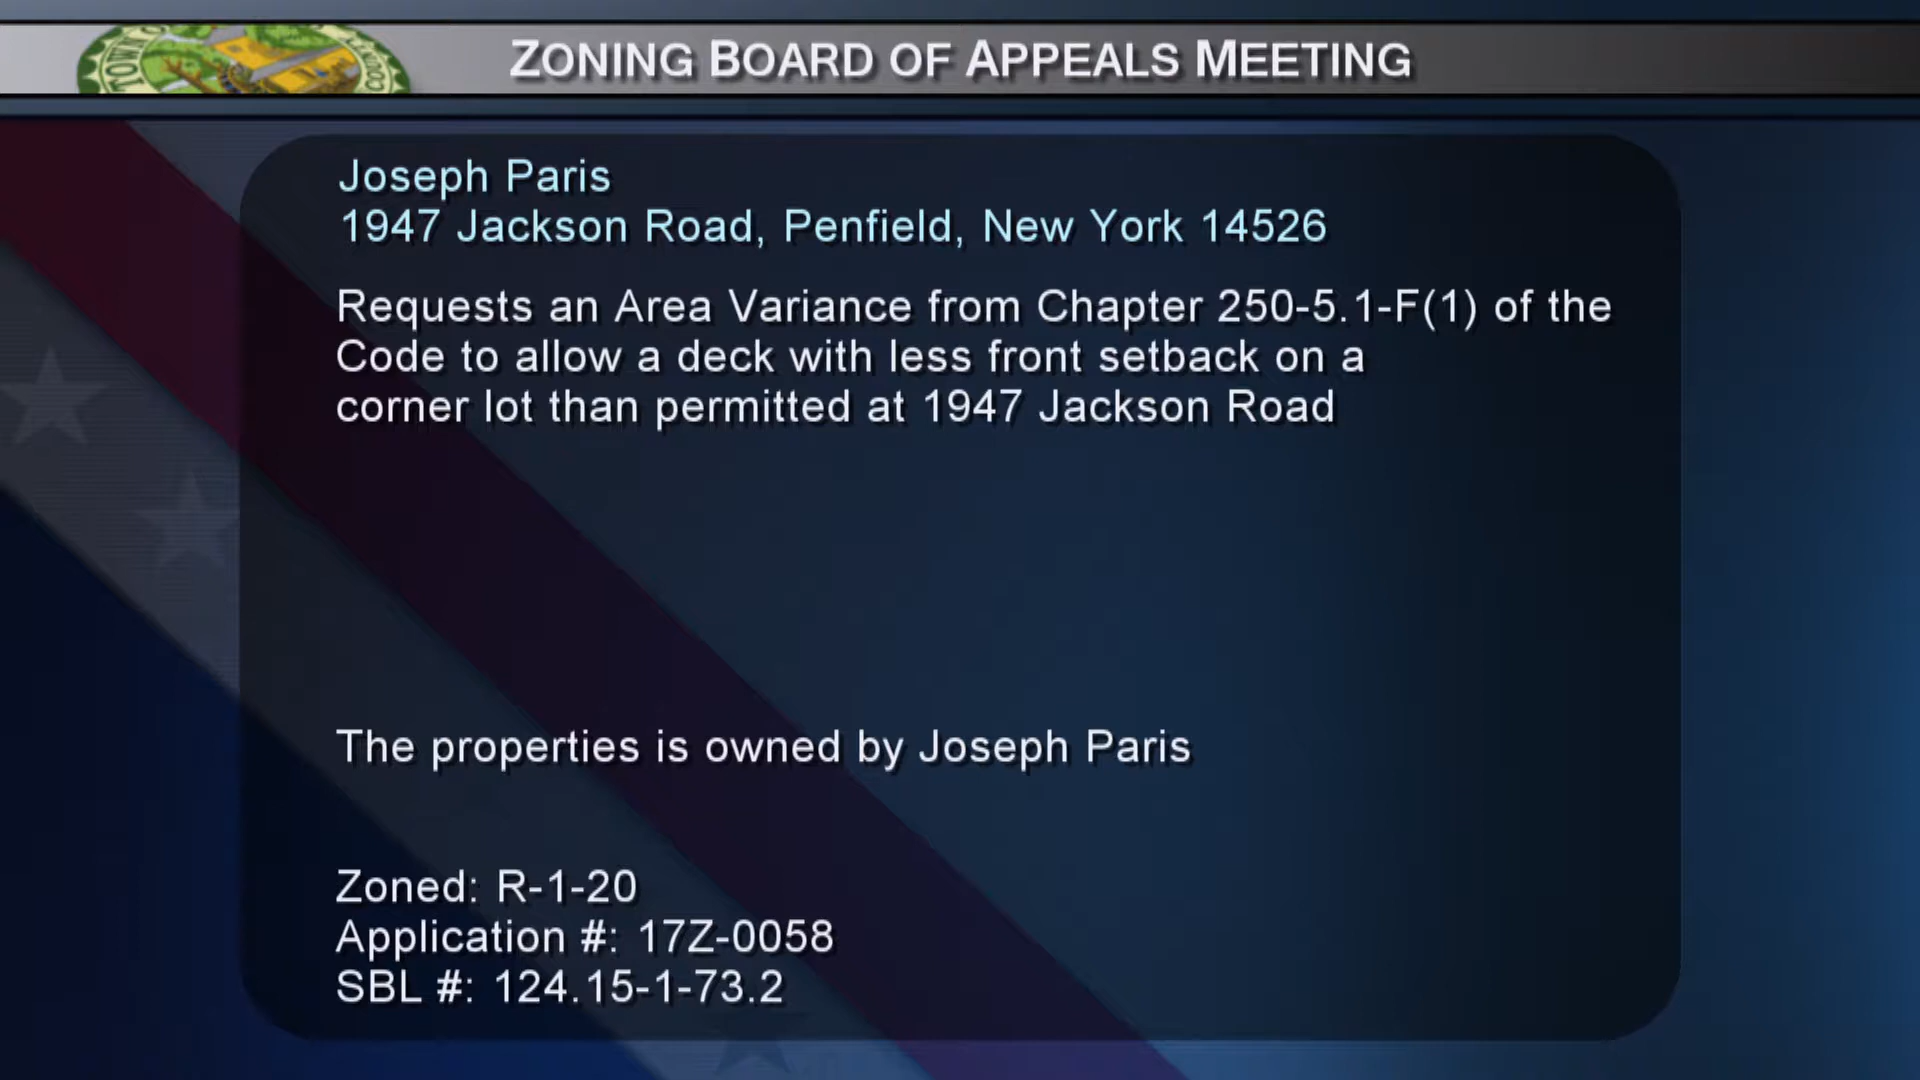 ZONING BOARD OF APPEALS MEETING
TOWN
Joseph Paris
1947 Jackson Road, Penfield, New York 14526
Requests an Area Variance from Chapter 250-5.1-F(1) of the
Code to allow a deck with less front setback on a
corner lot than permitted at 1947 Jackson Road
The properties is owned by Joseph Paris
Zoned: R-1-20
Application #: 17Z-0058
SBL #: 124.15-1-73.2